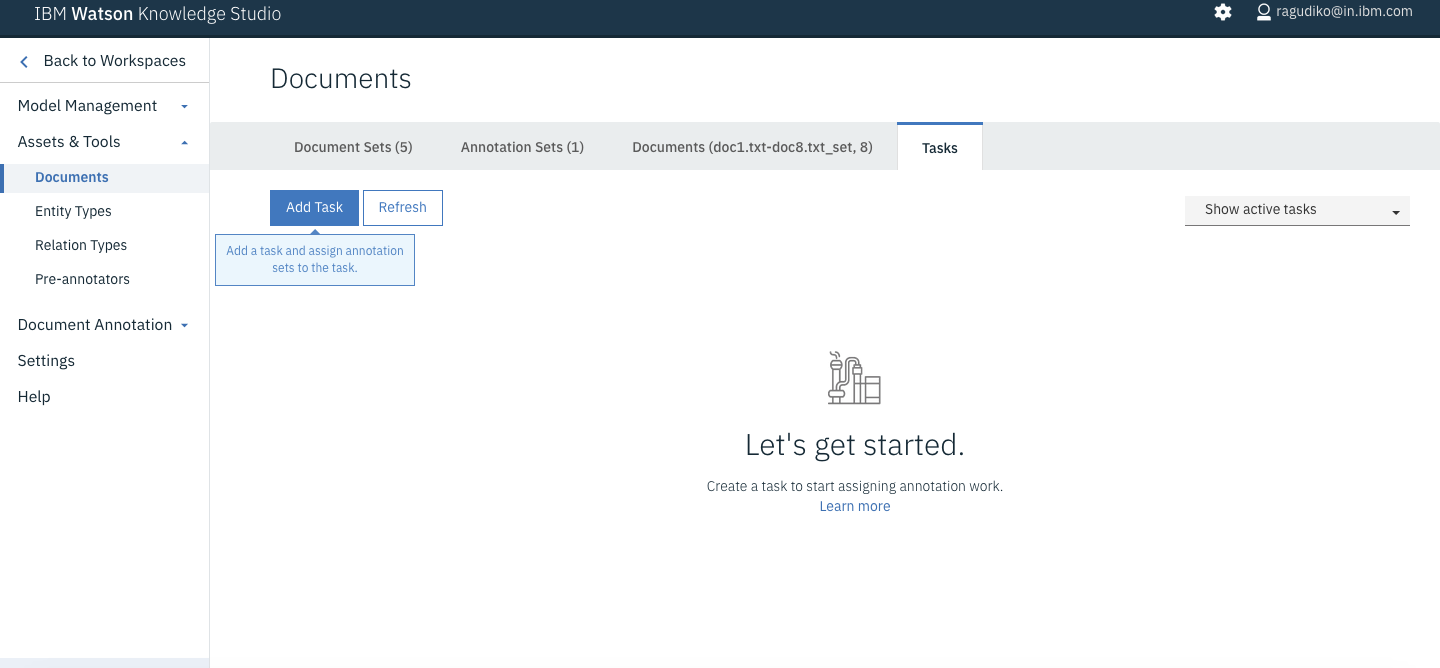 IBM Watson Knowledge Studio
ragudiko@in.ibm.com
Back to Workspaces
Model Management
Assets & Tools
Documents
Entity Types
Relation Types
Pre-annotators
Document Annotation
Settings
Help
Documents
Document Sets (5)
Annotation Sets (1)
Documents (doc1.txt-doc8.txt_set, 8)
Tasks
Add Task
Refresh
Show active tasks
Add a task and assign annotation
sets to the task.
Let's get started.
Create a task to start assigning annotation work.
Learn more